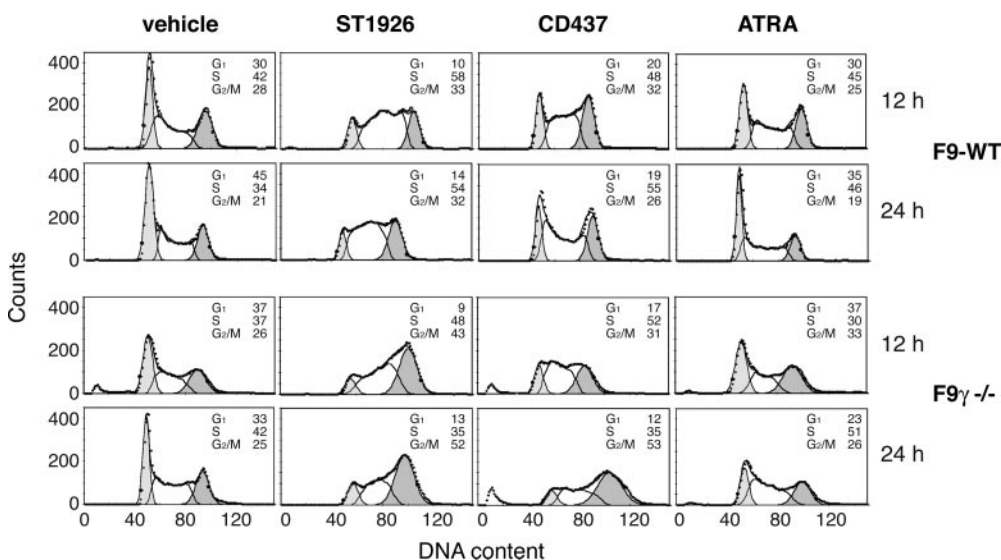 vehicle ST1926 CD437 ATRA
400 G1 30 G1 10 G1 20 G1 30
S 42 S 58 S 48 S 45
G2/M 28 G2/M 33 G2/M 32 G2/M 25
12 h
200
0
F9-WT
400 G1 45 G1 14 G1 19 G1 35
S 34 S 54 S 55 S 46
G2/M 21 G2/M 32 G2/M 26 G2/M 19
24 h
200
0
Counts
400 G1 37 G1 9 G1 17 G1 37
S 37 S 48 S 52 S 30
G2/M 26 G2/M 43 G2/M 31 G2/M 33
12 h
200
0
F9γ -/-
400 G1 33 G1 13 G1 12 G1 23
S 42 S 35 S 35 S 51
G2/M 25 G2/M 52 G2/M 53 G2/M 26
24 h
200
0
0 40 80 120 0 40 80 120 0 40 80 120 0 40 80 120
DNA content